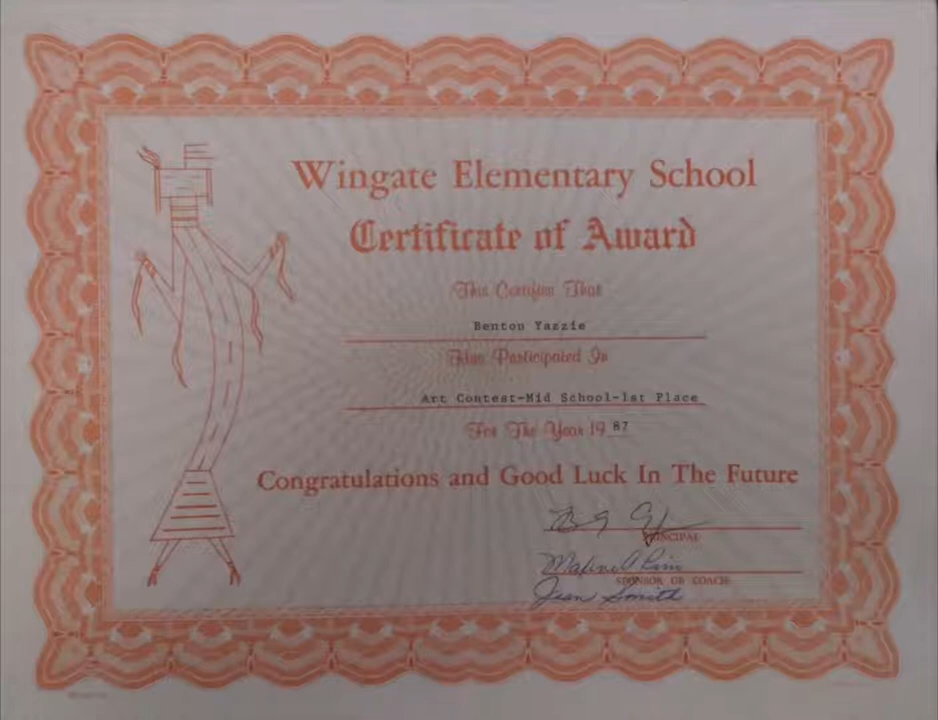 Wingate Elementary School
Certificate of Award
This Certifies That
Benton Yazzie
Has Participated In
Art Contest-Mid School-1st Place
For The Year 19 87
Congratulations and Good Luck In The Future
PRINCIPAL
SPONSOR OR COACH
Jean Smith